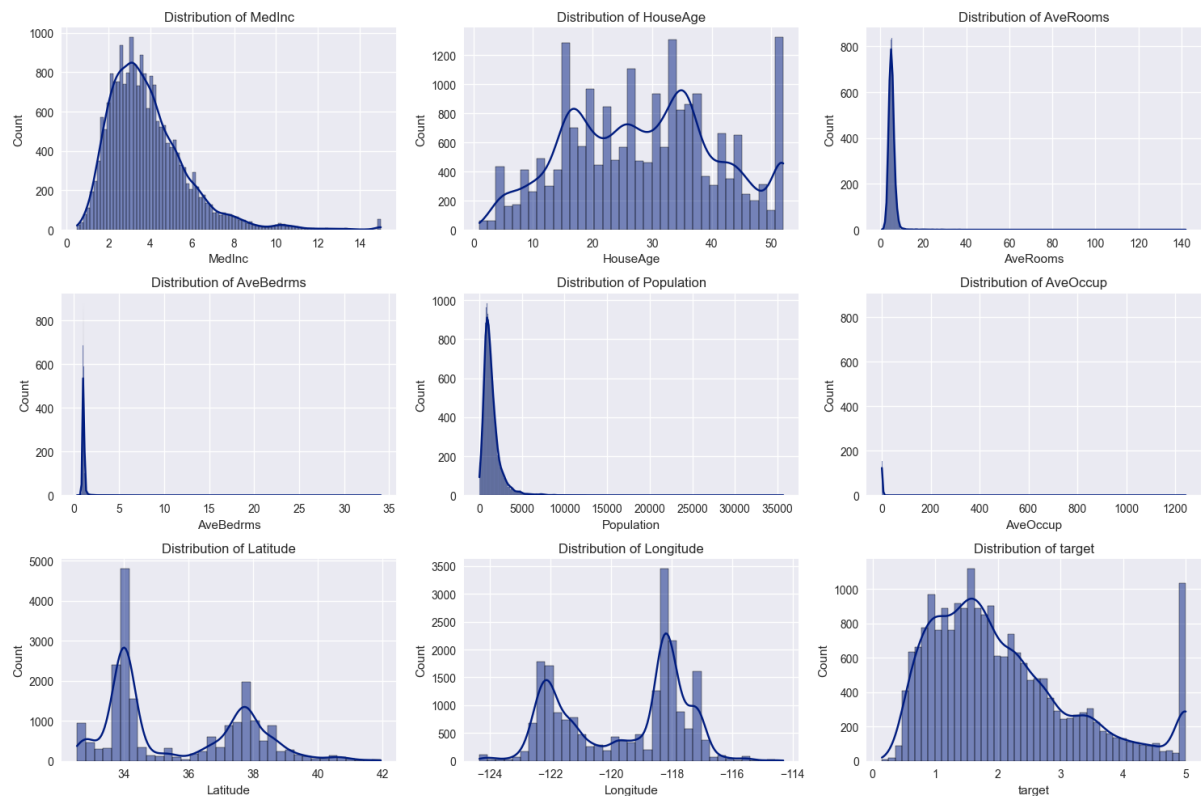 Distribution of MedInc
Count
1000
800
600
400
200
0
0 2 4 6 8 10 12 14
MedInc
Distribution of HouseAge
Count
1200
1000
800
600
400
200
0
10 20 30 40 50
HouseAge
Distribution of AveRooms
Count
800
600
400
200
0
0 20 40 60 80 100 120 140
AveRooms
Distribution of AveBedrms
Count
800
600
400
200
0
0 5 10 15 20 25 30 35
AveBedrms
Distribution of Population
Count
1000
800
600
400
200
0
0 5000 10000 15000 20000 25000 30000 35000
Population
Distribution of AveOccup
Count
800
600
400
200
0
0 200 400 600 800 1000 1200
AveOccup
Distribution of Latitude
Count
5000
4000
3000
2000
1000
0
34 36 38 40 42
Latitude
Distribution of Longitude
Count
3500
3000
2500
2000
1500
1000
500
0
−124 −122 −120 −118 −116 −114
Longitude
Distribution of target
Count
1000
800
600
400
200
0
0 1 2 3 4 5
target